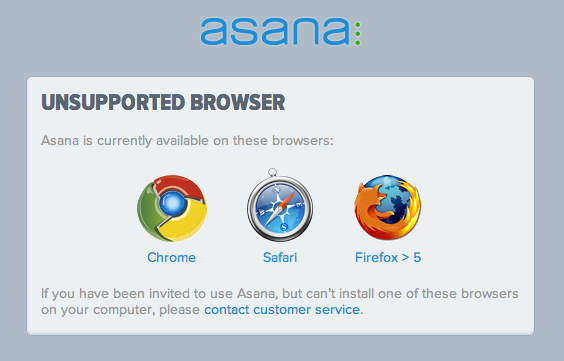 asana:
UNSUPPORTED BROWSER
Asana is currently available on these browsers:
Chrome Safari Firefox > 5
If you have been invited to use Asana, but can't install one of these browsers
on your computer, please contact customer service.